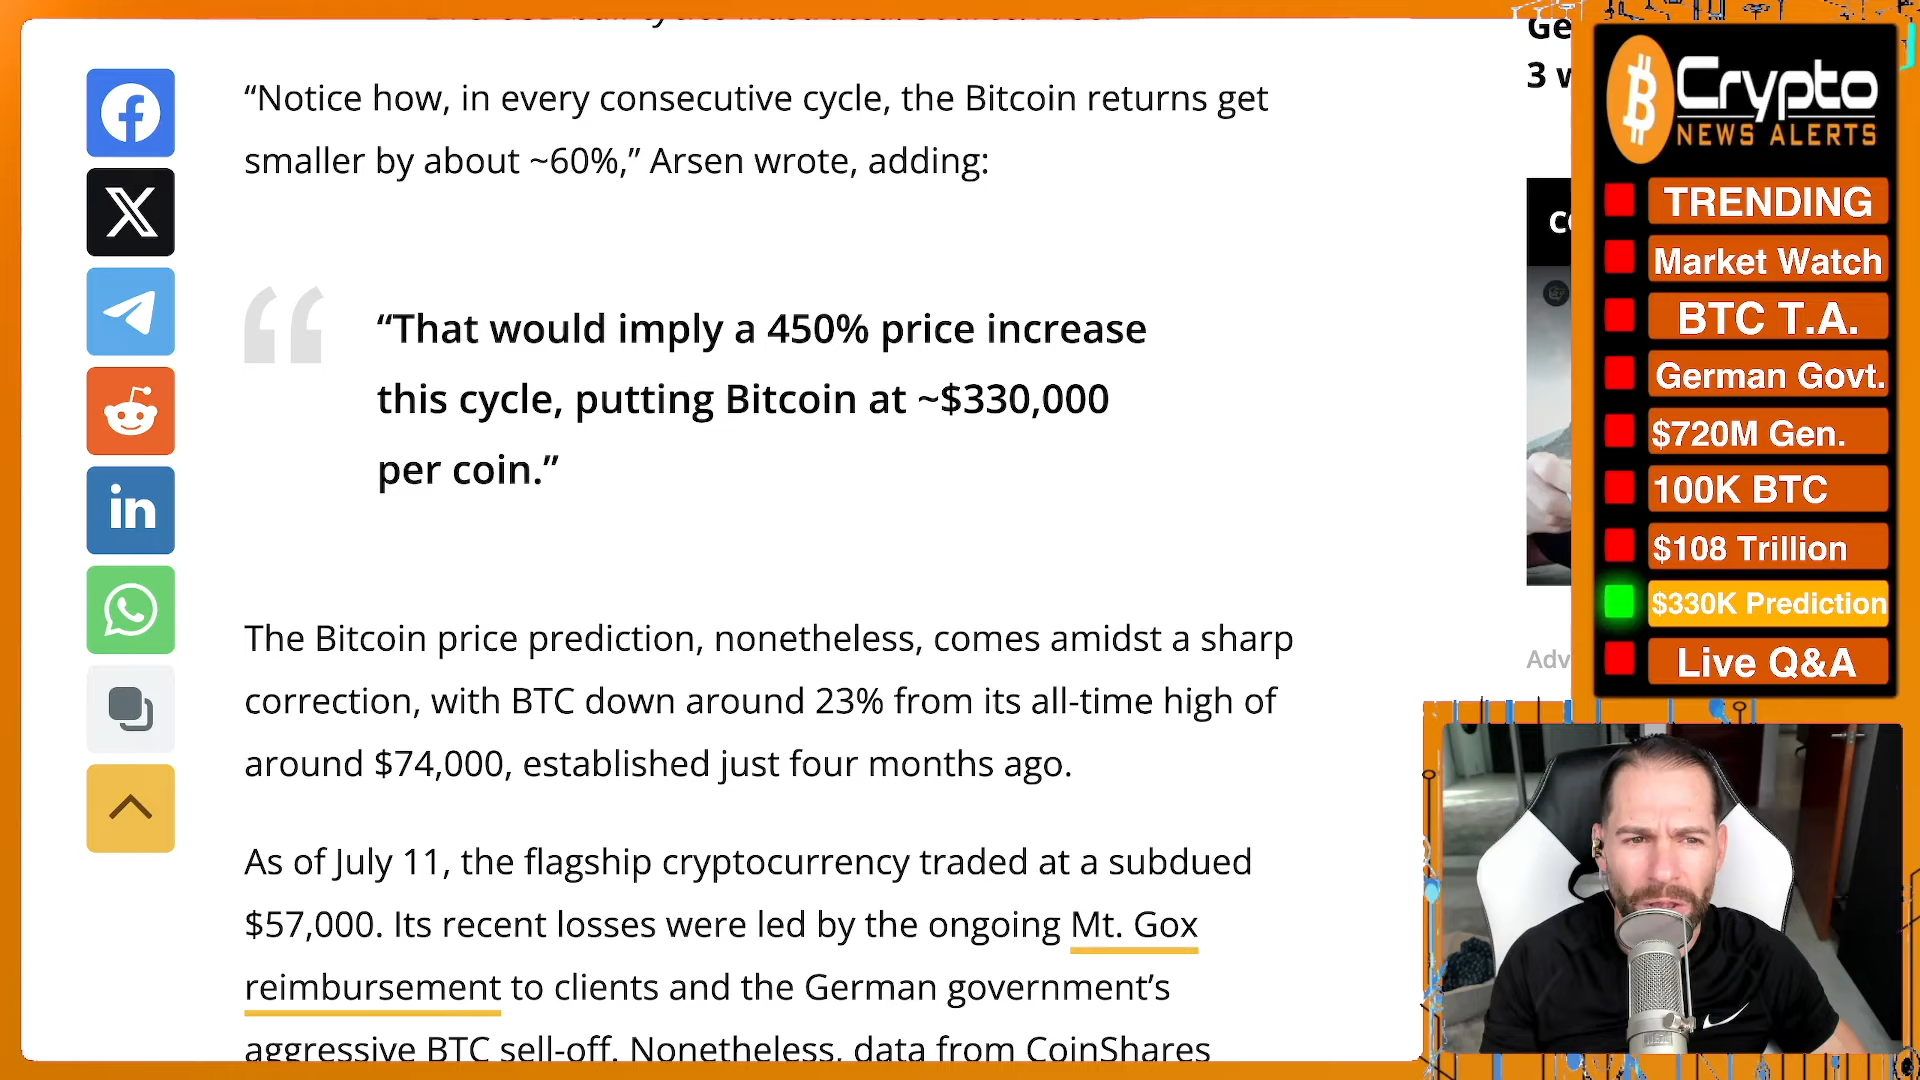 “Notice how, in every consecutive cycle, the Bitcoin returns get
smaller by about ~60%,” Arsen wrote, adding:
“That would imply a 450% price increase
this cycle, putting Bitcoin at ~$330,000
per coin.”
The Bitcoin price prediction, nonetheless, comes amidst a sharp
correction, with BTC down around 23% from its all-time high of
around $74,000, established just four months ago.
As of July 11, the flagship cryptocurrency traded at a subdued
$57,000. Its recent losses were led by the ongoing Mt. Gox
reimbursement to clients and the German government’s
aggressive BTC sell-off. Nonetheless, data from CoinShares
in
Ge
3 w
Adv
Crypto
NEWS ALERTS
TRENDING
Market Watch
BTC T.A.
German Govt.
$720M Gen.
100K BTC
$108 Trillion
$330K Prediction
Live Q&A